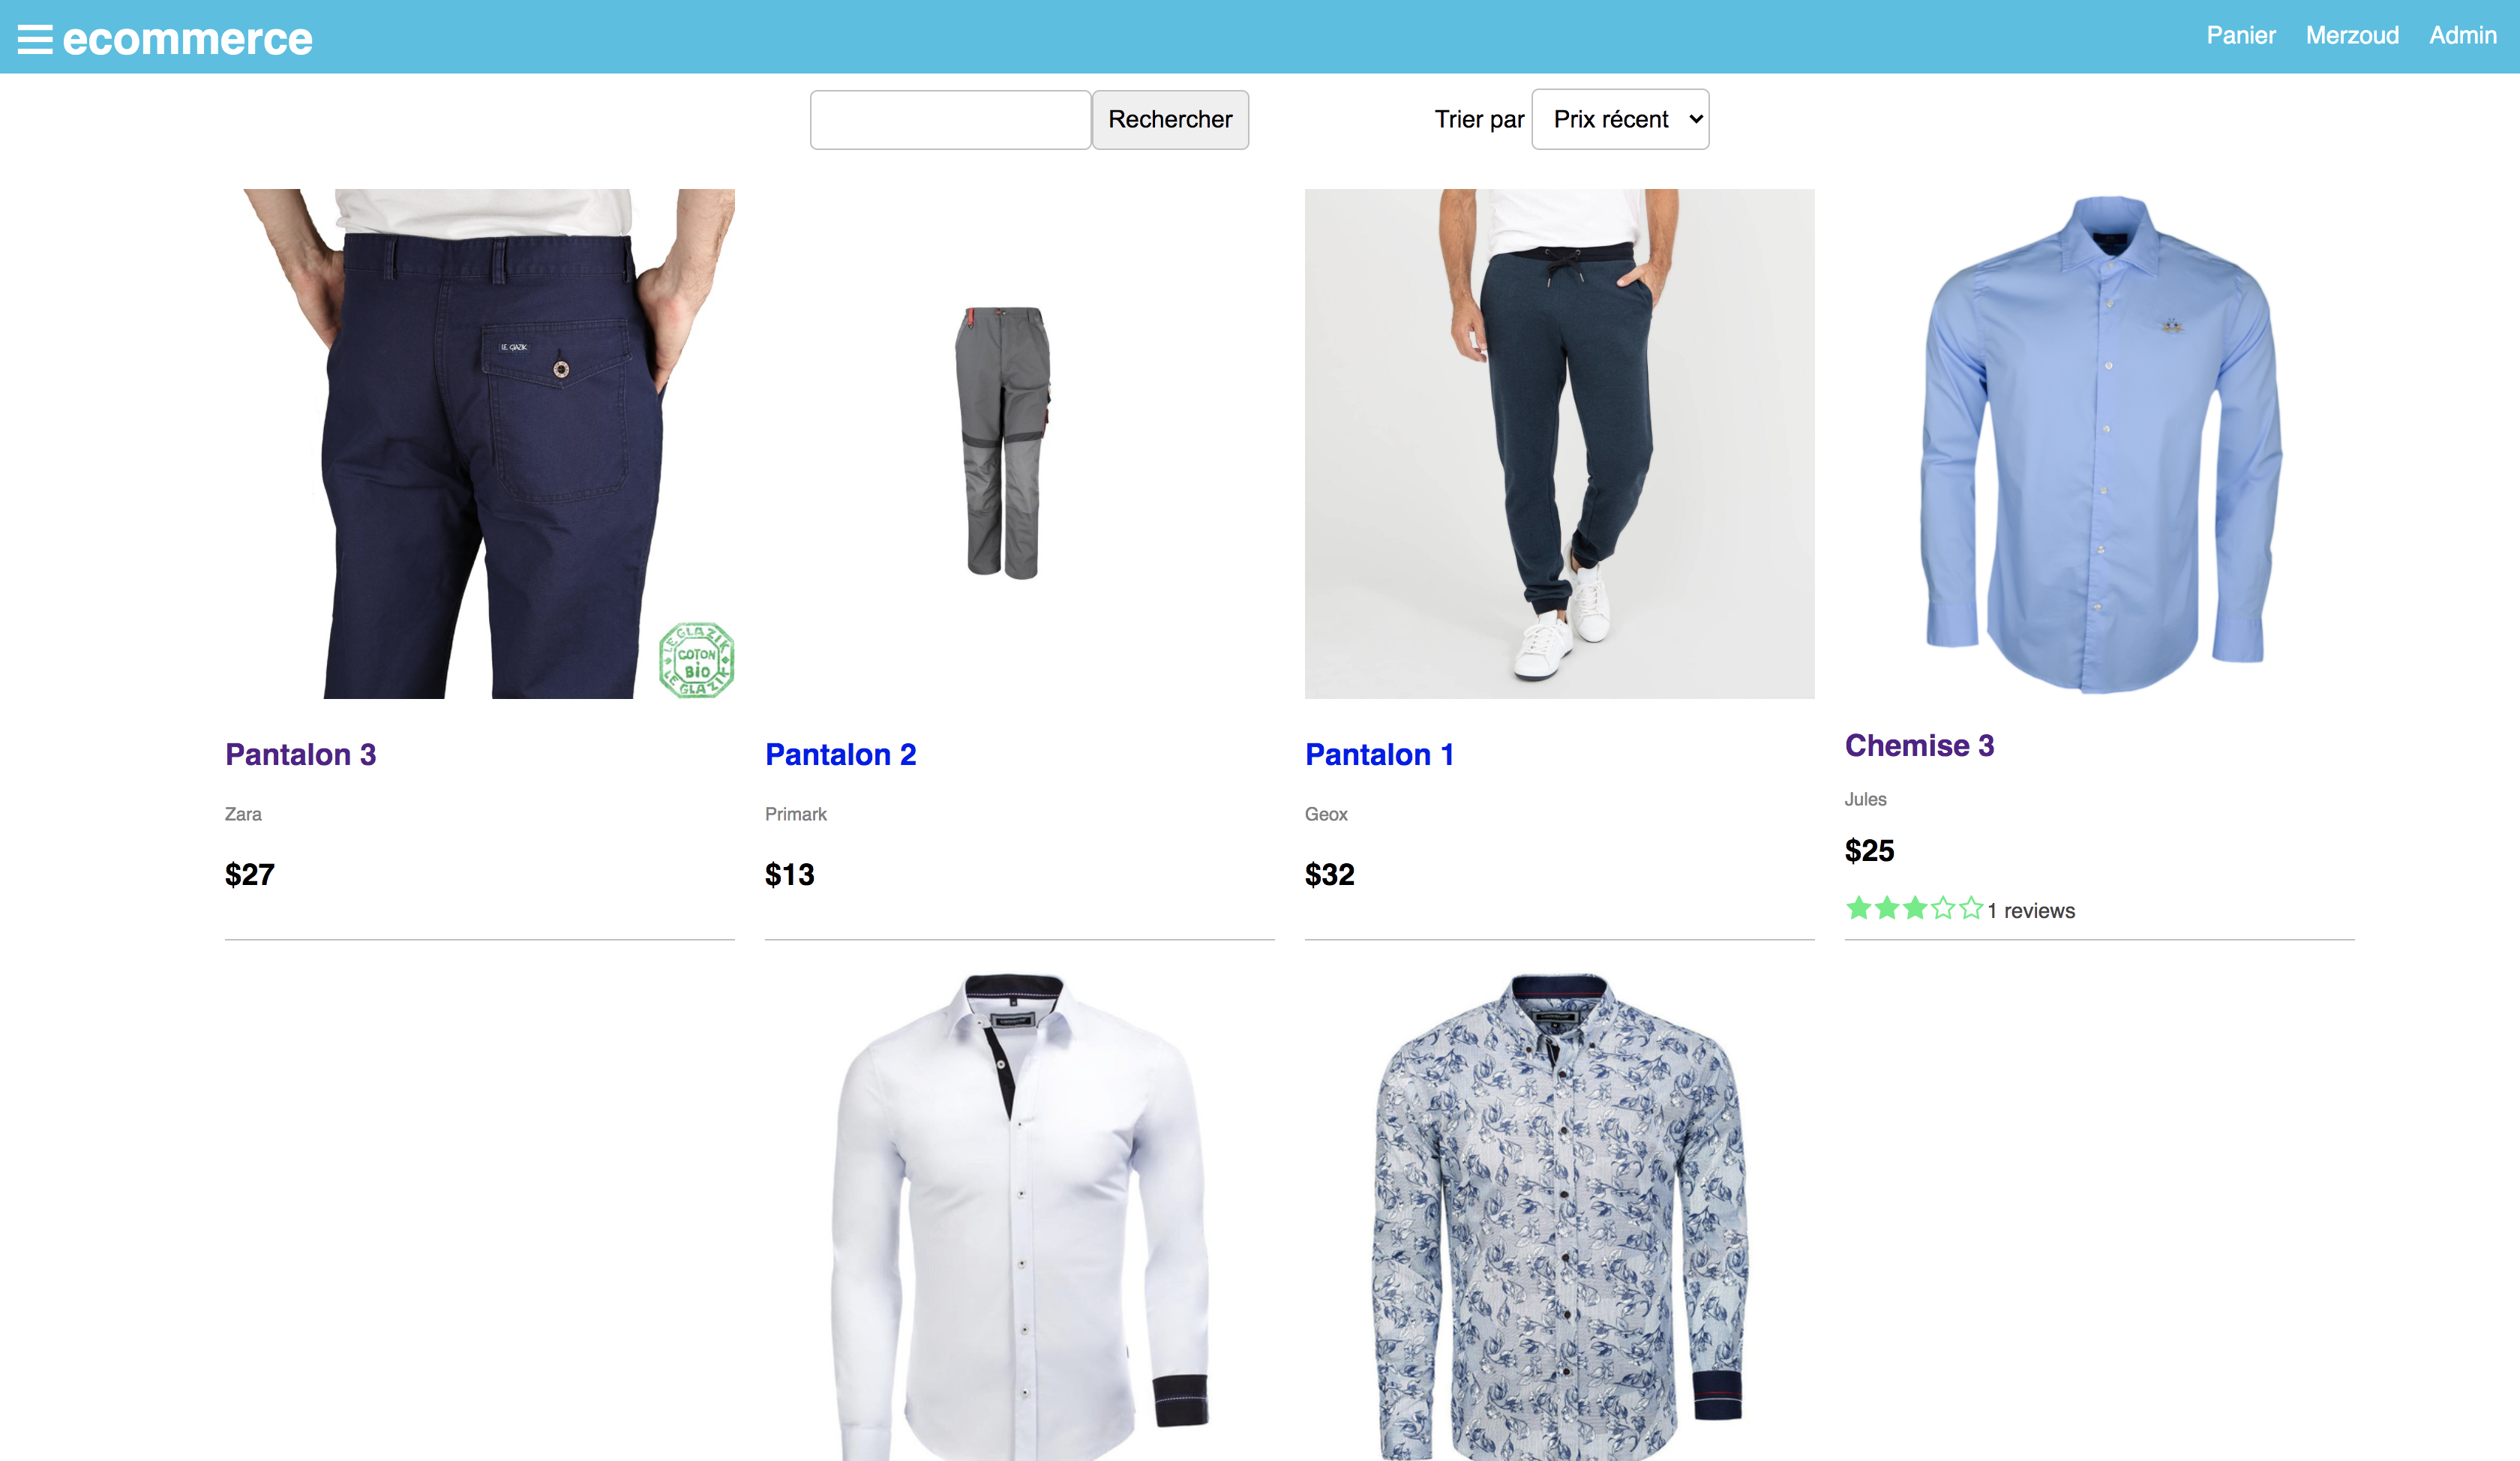 ecommerce
Panier Merzoud Admin
Rechercher
Trier par Prix récent
LE GLAZIK
LE GLAZIK
COTON
BIO
LE GLAZIK
Pantalon 3
Zara
$27
Pantalon 2
Primark
$13
Pantalon 1
Geox
$32
Chemise 3
Jules
$25
1 reviews